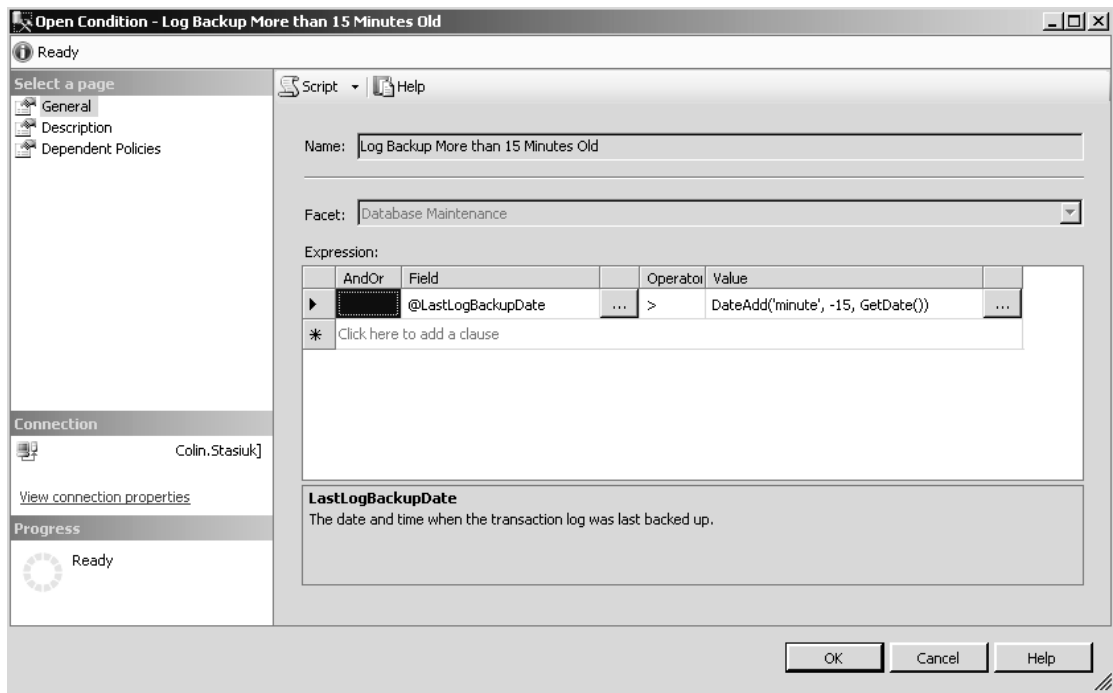 Open Condition - Log Backup More than 15 Minutes Old
Ready
Select a page
General
Description
Dependent Policies
Script
Help
Name: Log Backup More than 15 Minutes Old
Facet: Database Maintenance
Expression:
AndOr Field Operator Value
@LastLogBackupDate ... > DateAdd('minute', -15, GetDate()) ...
Click here to add a clause
Connection
Colin.Stasiuk]
View connection properties
LastLogBackupDate
The date and time when the transaction log was last backed up.
Progress
Ready
OK Cancel Help